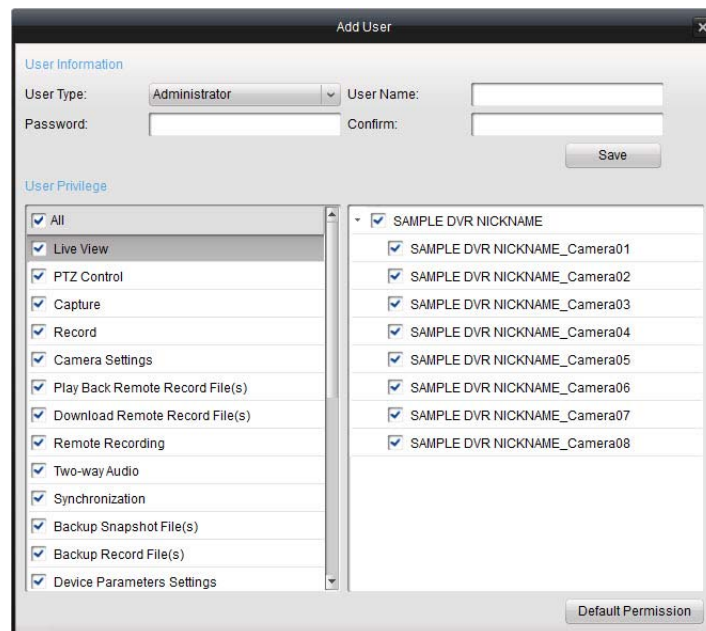 Add User
User Information
User Type: Administrator User Name:
Password: Confirm:
Save
User Privilege
All
Live View
PTZ Control
Capture
Record
Camera Settings
Play Back Remote Record File(s)
Download Remote Record File(s)
Remote Recording
Two-way Audio
Synchronization
Backup Snapshot File(s)
Backup Record File(s)
Device Parameters Settings
SAMPLE DVR NICKNAME
SAMPLE DVR NICKNAME_Camera01
SAMPLE DVR NICKNAME_Camera02
SAMPLE DVR NICKNAME_Camera03
SAMPLE DVR NICKNAME_Camera04
SAMPLE DVR NICKNAME_Camera05
SAMPLE DVR NICKNAME_Camera06
SAMPLE DVR NICKNAME_Camera07
SAMPLE DVR NICKNAME_Camera08
Default Permission